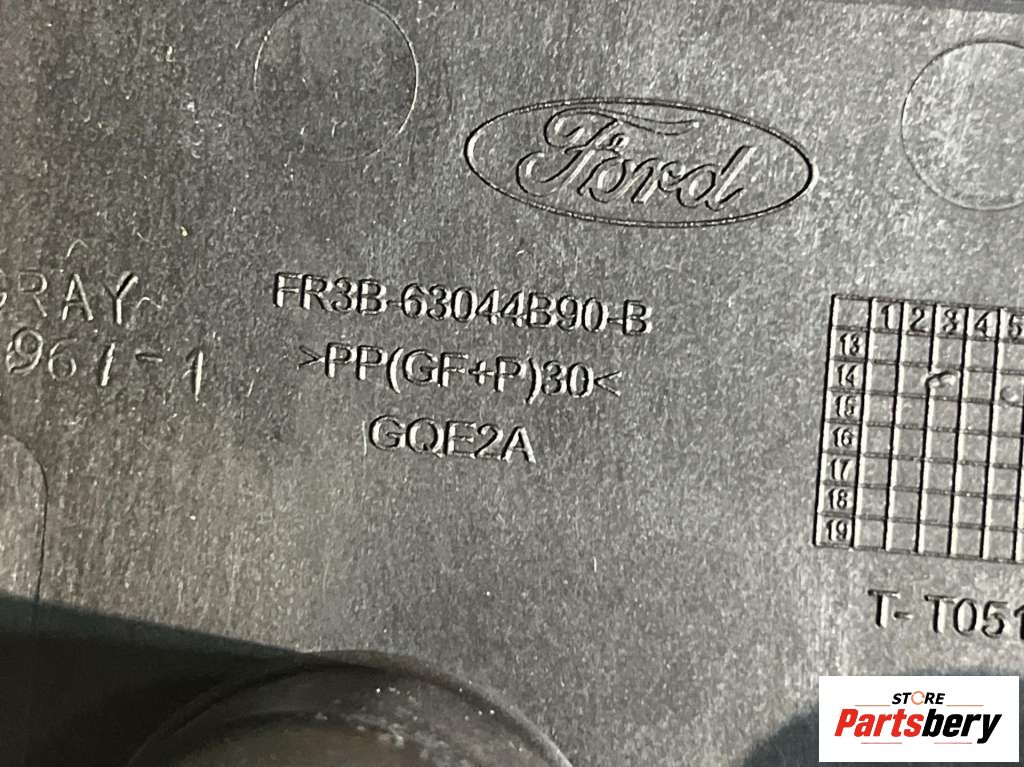 Ford
GRAY
FR3B-63044B90-B
>PP(GF+P)30<
GQE2A
1 2 3 4 5
13
14
15
16
17
18
19
T- T051
STORE
Partsbery